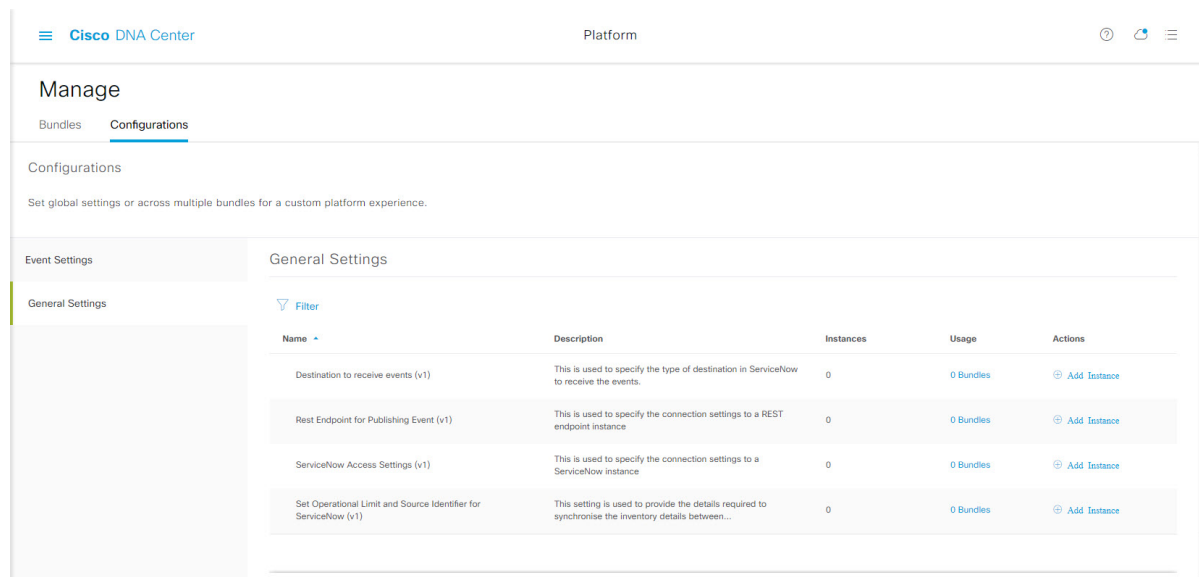 Cisco DNA Center
Platform
Manage
Bundles
Configurations
Configurations
Set global settings or across multiple bundles for a custom platform experience.
Event Settings
General Settings
General Settings
Filter
Name
Description
Instances
Usage
Actions
Destination to receive events (v1)
This is used to specify the type of destination in ServiceNow
to receive the events.
0
0 Bundles
Add Instance
Rest Endpoint for Publishing Event (v1)
This is used to specify the connection settings to a REST
endpoint instance
0
0 Bundles
Add Instance
ServiceNow Access Settings (v1)
This is used to specify the connection settings to a
ServiceNow instance
0
0 Bundles
Add Instance
Set Operational Limit and Source Identifier for
ServiceNow (v1)
This setting is used to provide the details required to
synchronise the inventory details between...
0
0 Bundles
Add Instance